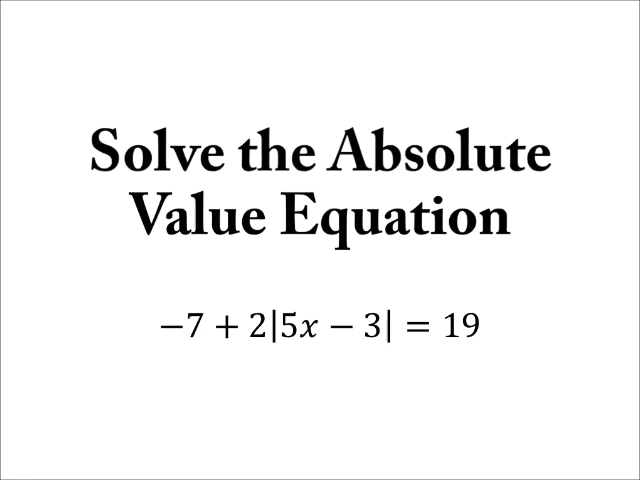 Solve the Absolute
Value Equation
−7 + 2|5x − 3| = 19